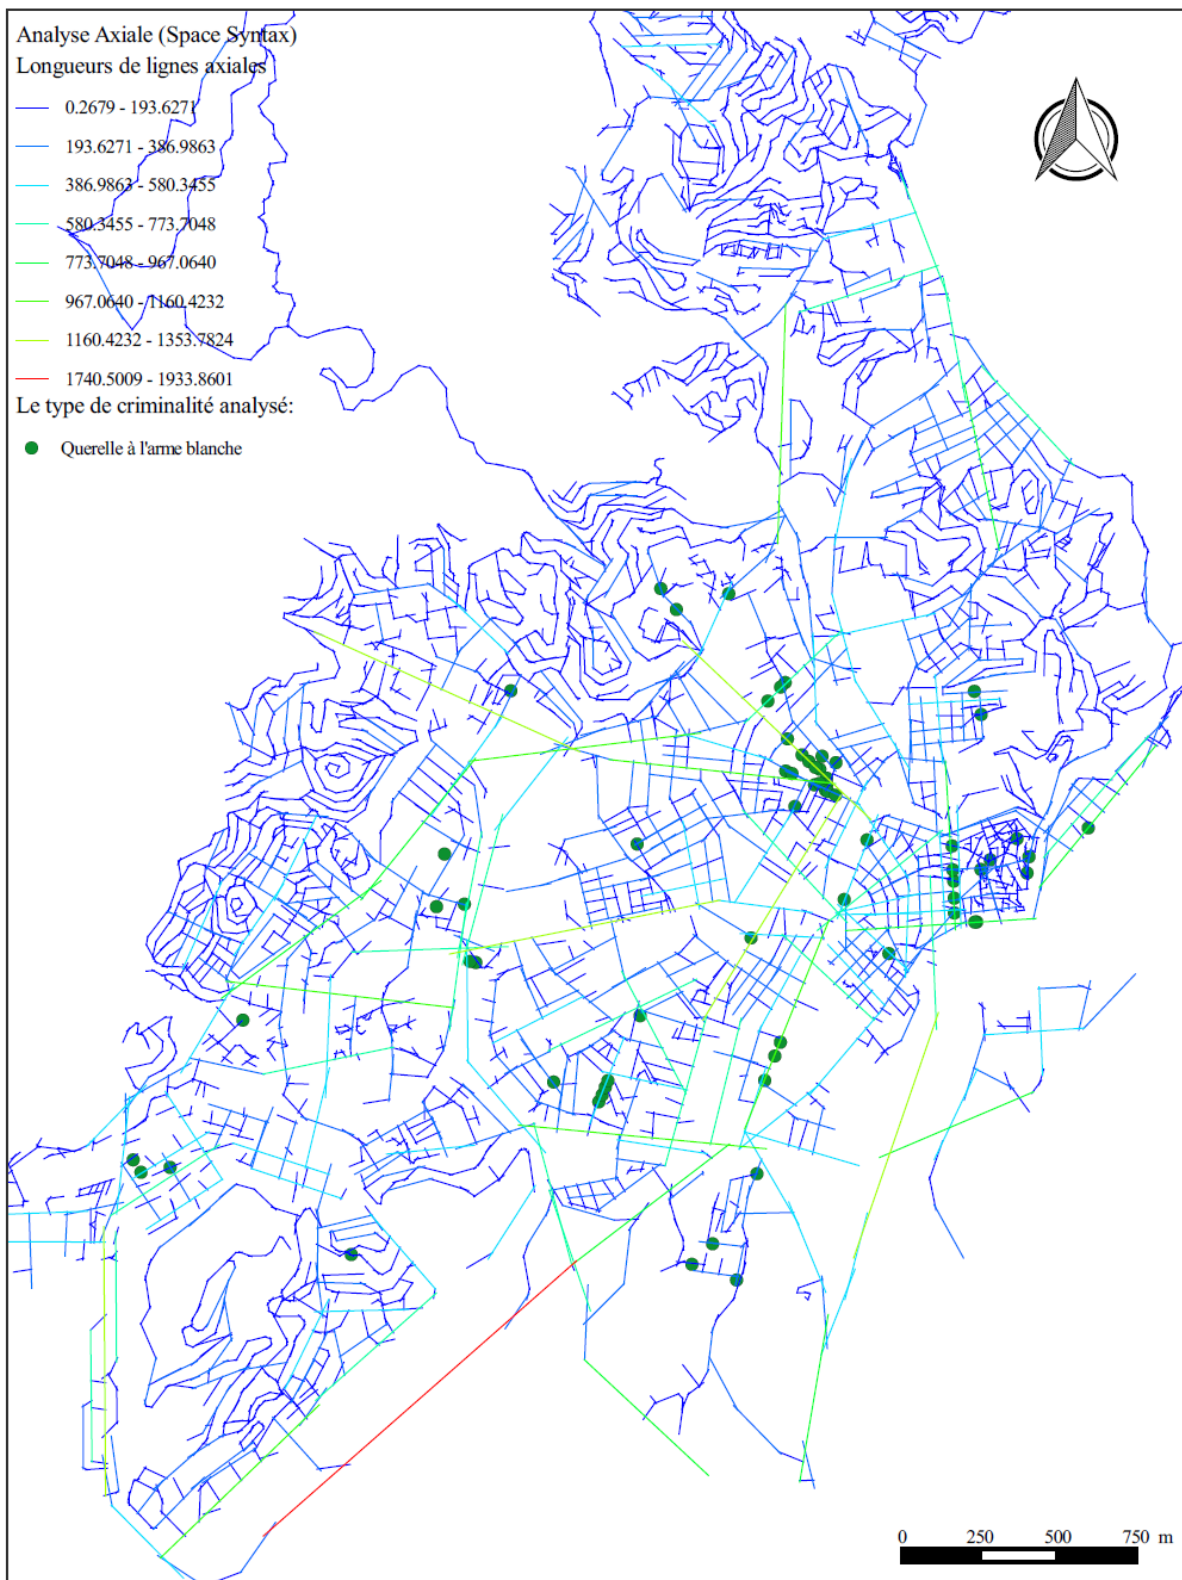 Analyse Axiale (Space Syntax)
Longueurs de lignes axiales
0.2679 - 193.6271
193.6271 - 386.9863
386.9863 - 580.3455
580.3455 - 773.7048
773.7048 - 967.0640
967.0640 - 1160.4232
1160.4232 - 1353.7824
1740.5009 - 1933.8601
Le type de criminalité analysé:
Querelle à l'arme blanche
0 250 500 750 m